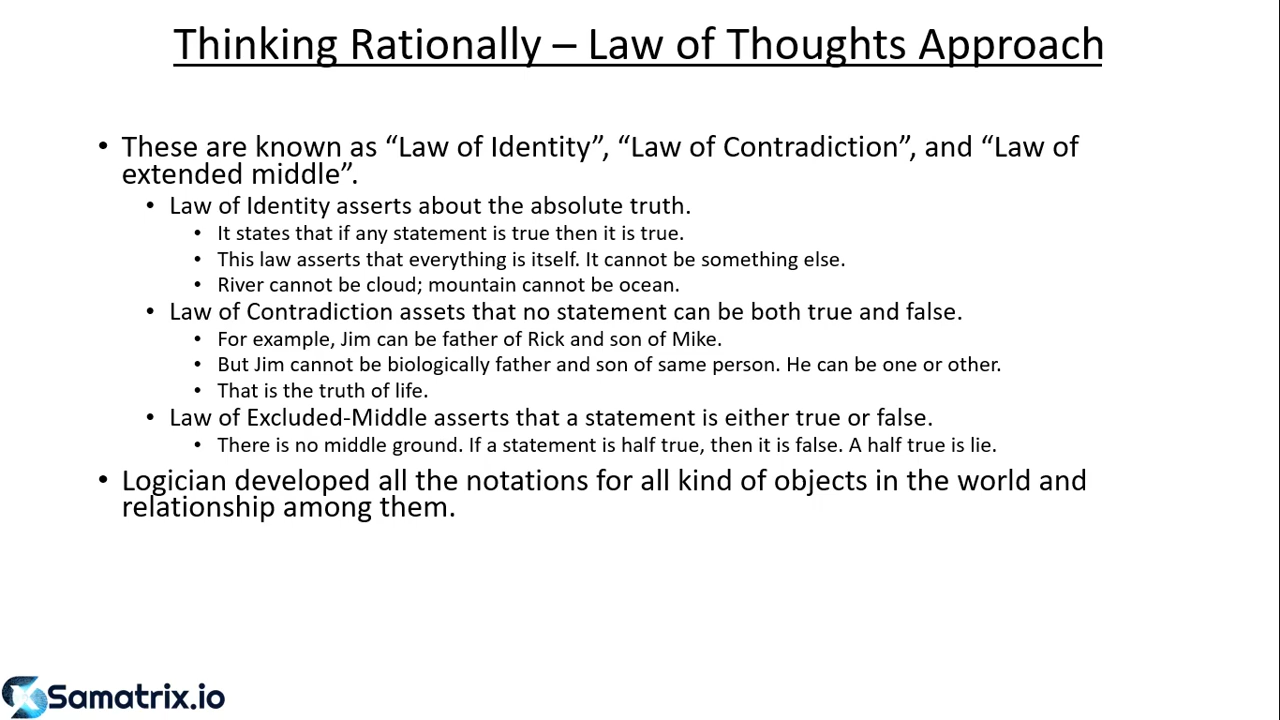 Thinking Rationally – Law of Thoughts Approach
• These are known as “Law of Identity”, “Law of Contradiction”, and “Law of
extended middle”.
• Law of Identity asserts about the absolute truth.
• It states that if any statement is true then it is true.
• This law asserts that everything is itself. It cannot be something else.
• River cannot be cloud; mountain cannot be ocean.
• Law of Contradiction assets that no statement can be both true and false.
• For example, Jim can be father of Rick and son of Mike.
• But Jim cannot be biologically father and son of same person. He can be one or other.
• That is the truth of life.
• Law of Excluded-Middle asserts that a statement is either true or false.
• There is no middle ground. If a statement is half true, then it is false. A half true is lie.
• Logician developed all the notations for all kind of objects in the world and
relationship among them.
Samatrix.io